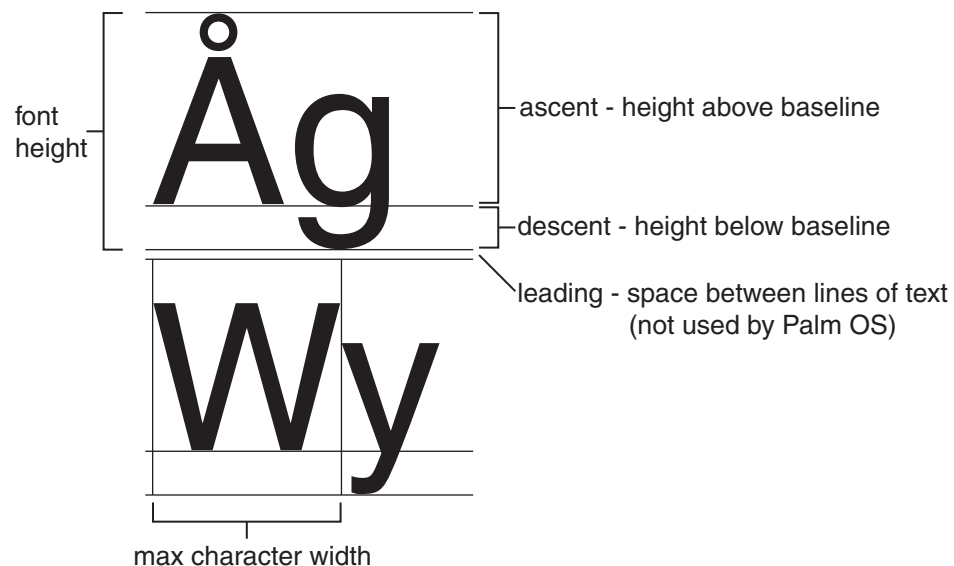 font
height
Åg
ascent - height above baseline
descent - height below baseline
leading - space between lines of text
(not used by Palm OS)
Wy
max character width